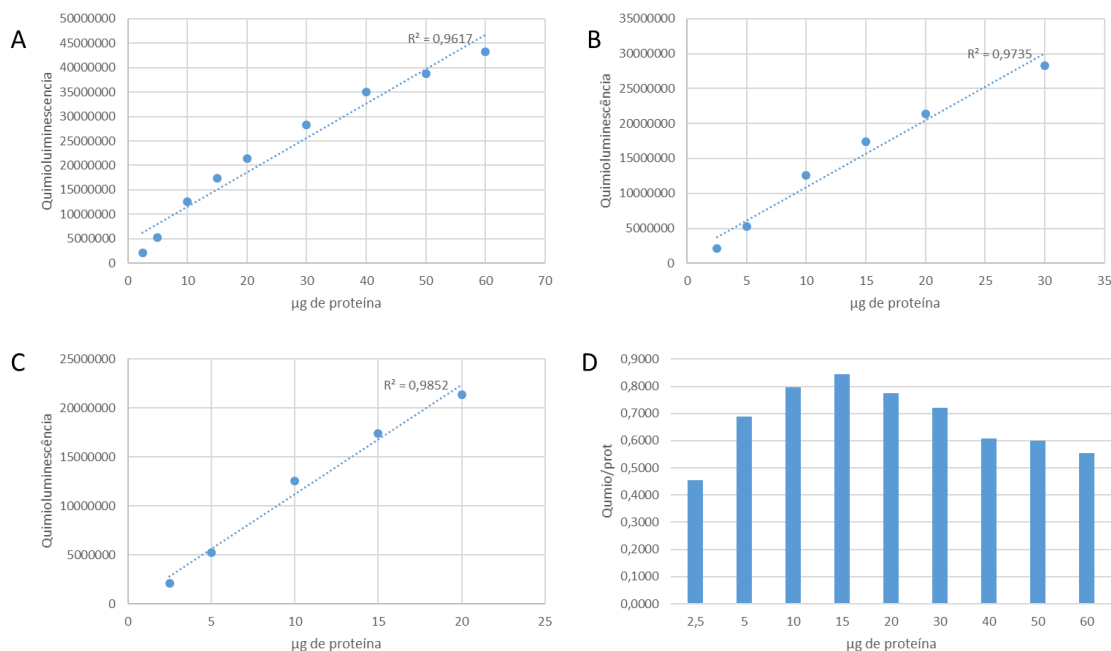 A
Quimioluiminescencia
50000000
45000000
40000000
35000000
30000000
25000000
20000000
15000000
10000000
5000000
0
R² = 0,9617
0 10 20 30 40 50 60 70
µg de proteína
B
Quimioluminescência
35000000
30000000
25000000
20000000
15000000
10000000
5000000
0
R² = 0,9735
0 5 10 15 20 25 30 35
µg de proteína
C
Quimioluminescência
25000000
20000000
15000000
10000000
5000000
0
R² = 0,9852
0 5 10 15 20 25
µg de proteína
D
Qumio/prot
0,9000
0,8000
0,7000
0,6000
0,5000
0,4000
0,3000
0,2000
0,1000
0,0000
2,5 5 10 15 20 30 40 50 60
µg de proteína